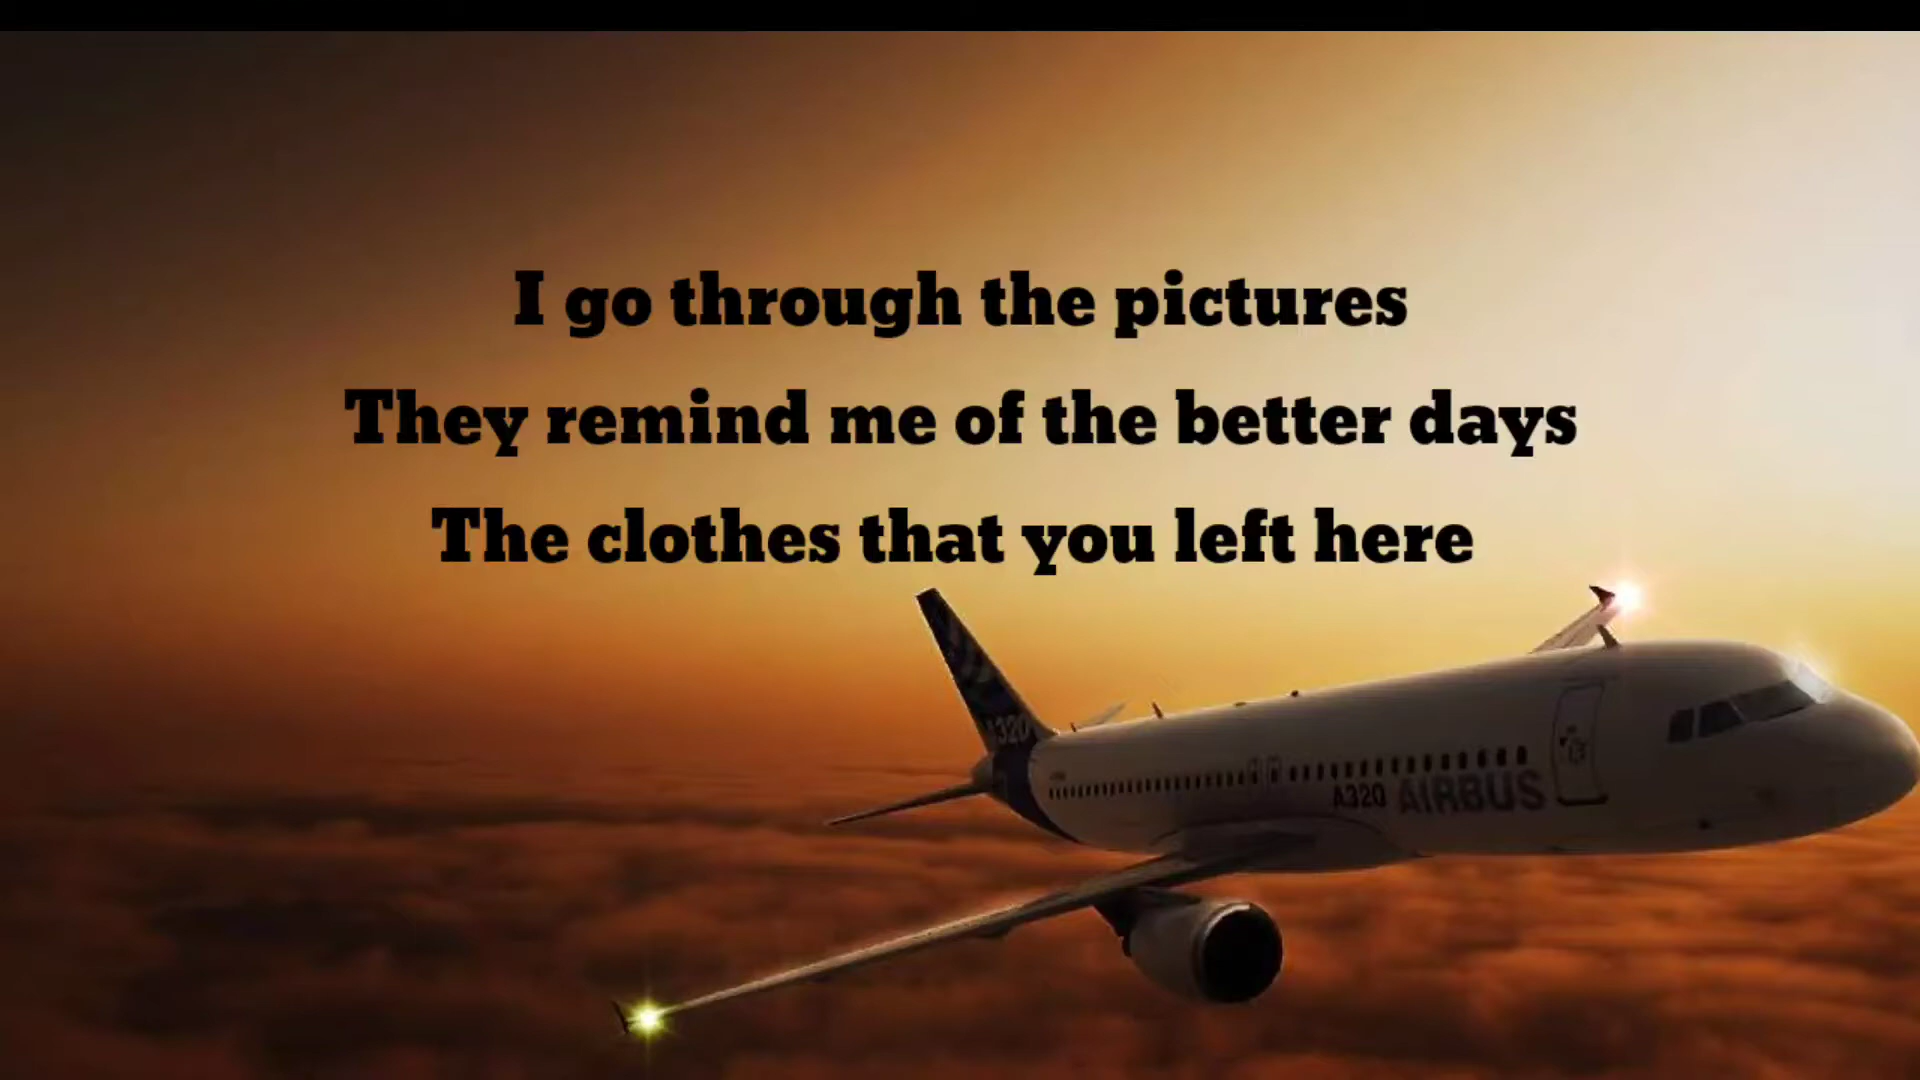 I go through the pictures
They remind me of the better days
The clothes that you left here
A320
A320 AIRBUS